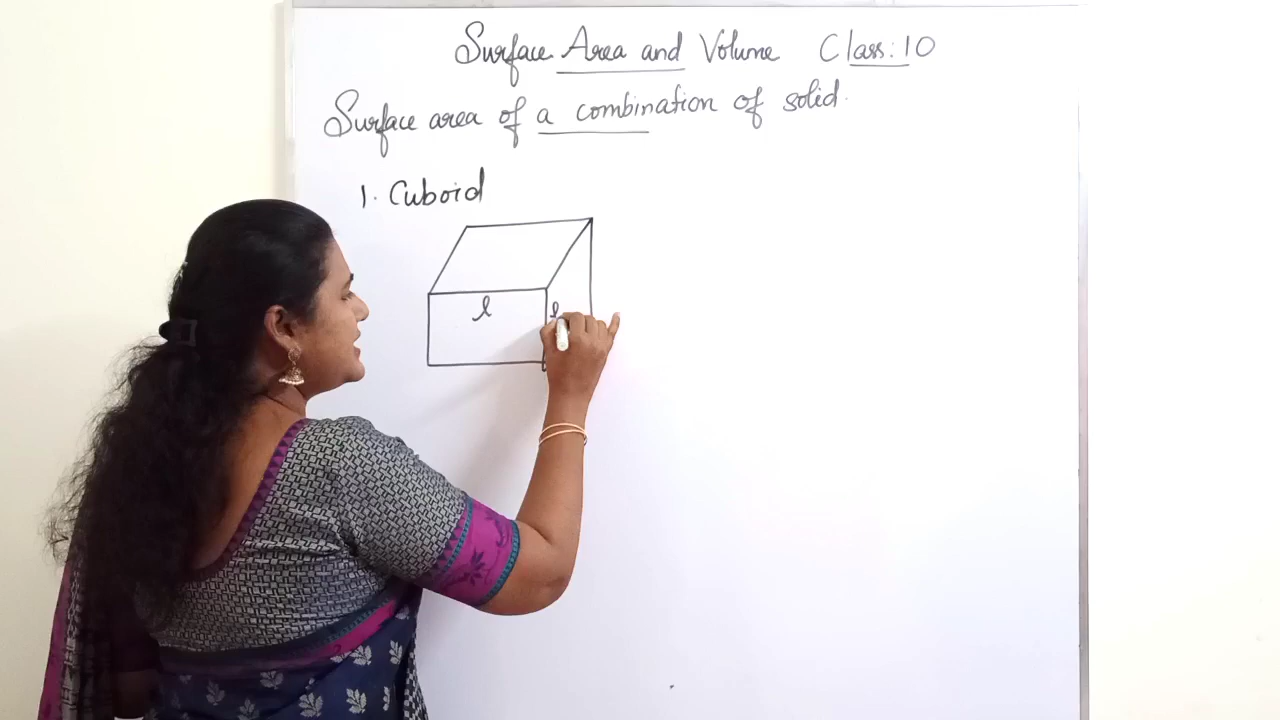 Surface Area and Volume Class: 10
Surface area of a combination of solid.
1. Cuboid
l